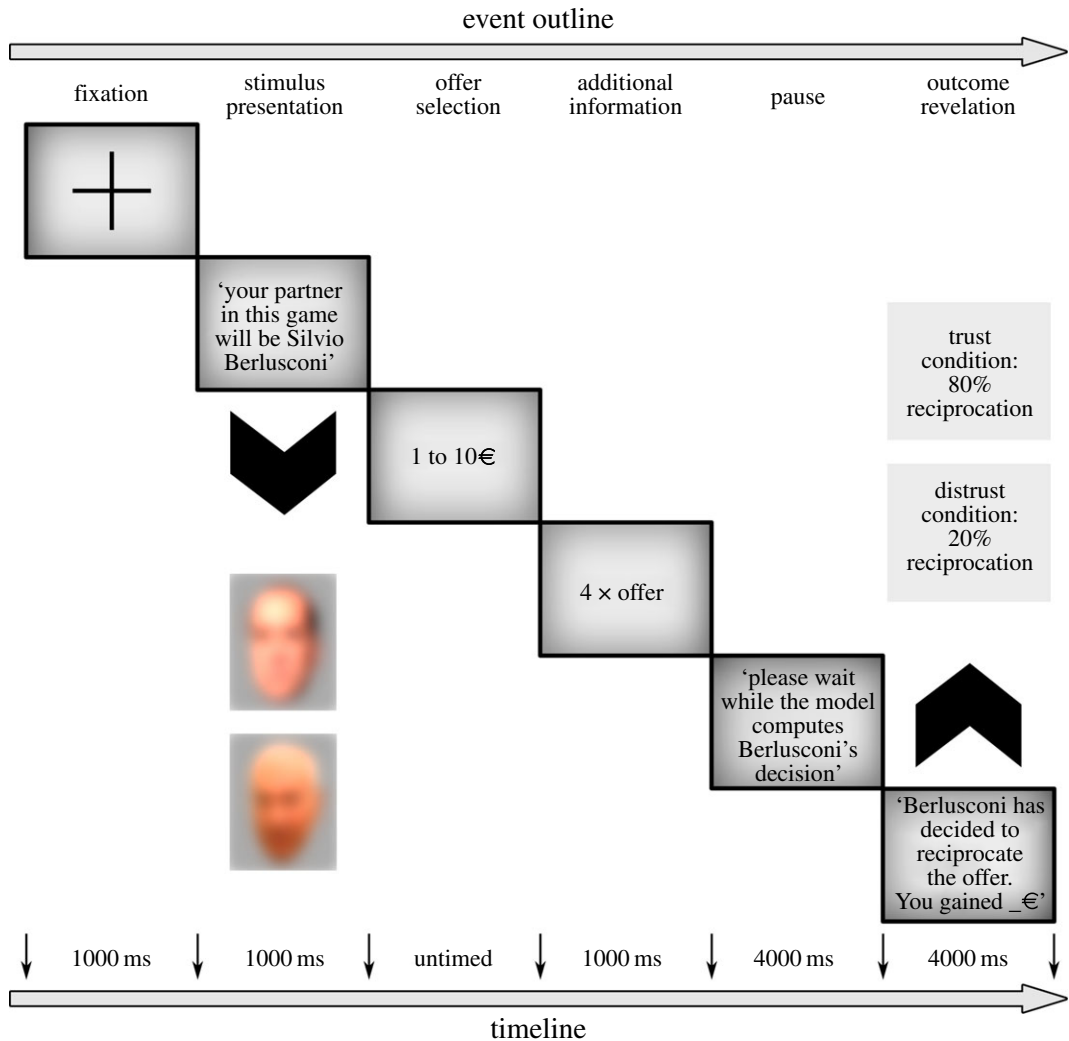 event outline
fixation
stimulus
presentation
offer
selection
additional
information
pause
outcome
revelation
‘your partner
in this game
will be Silvio
Berlusconi’
1 to 10€
4 × offer
‘please wait
while the model
computes
Berlusconi’s
decision’
trust
condition:
80%
reciprocation
distrust
condition:
20%
reciprocation
‘Berlusconi has
decided to
reciprocate
the offer.
You gained _€’
1000 ms
1000 ms
untimed
1000 ms
4000 ms
4000 ms
timeline